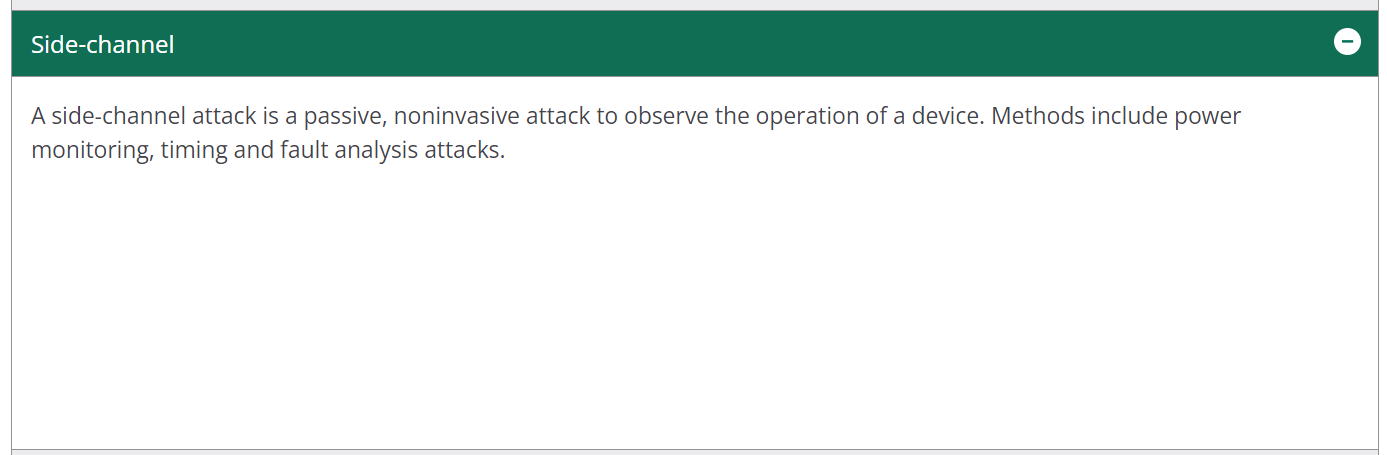 Side-channel
A side-channel attack is a passive, noninvasive attack to observe the operation of a device. Methods include power
monitoring, timing and fault analysis attacks.